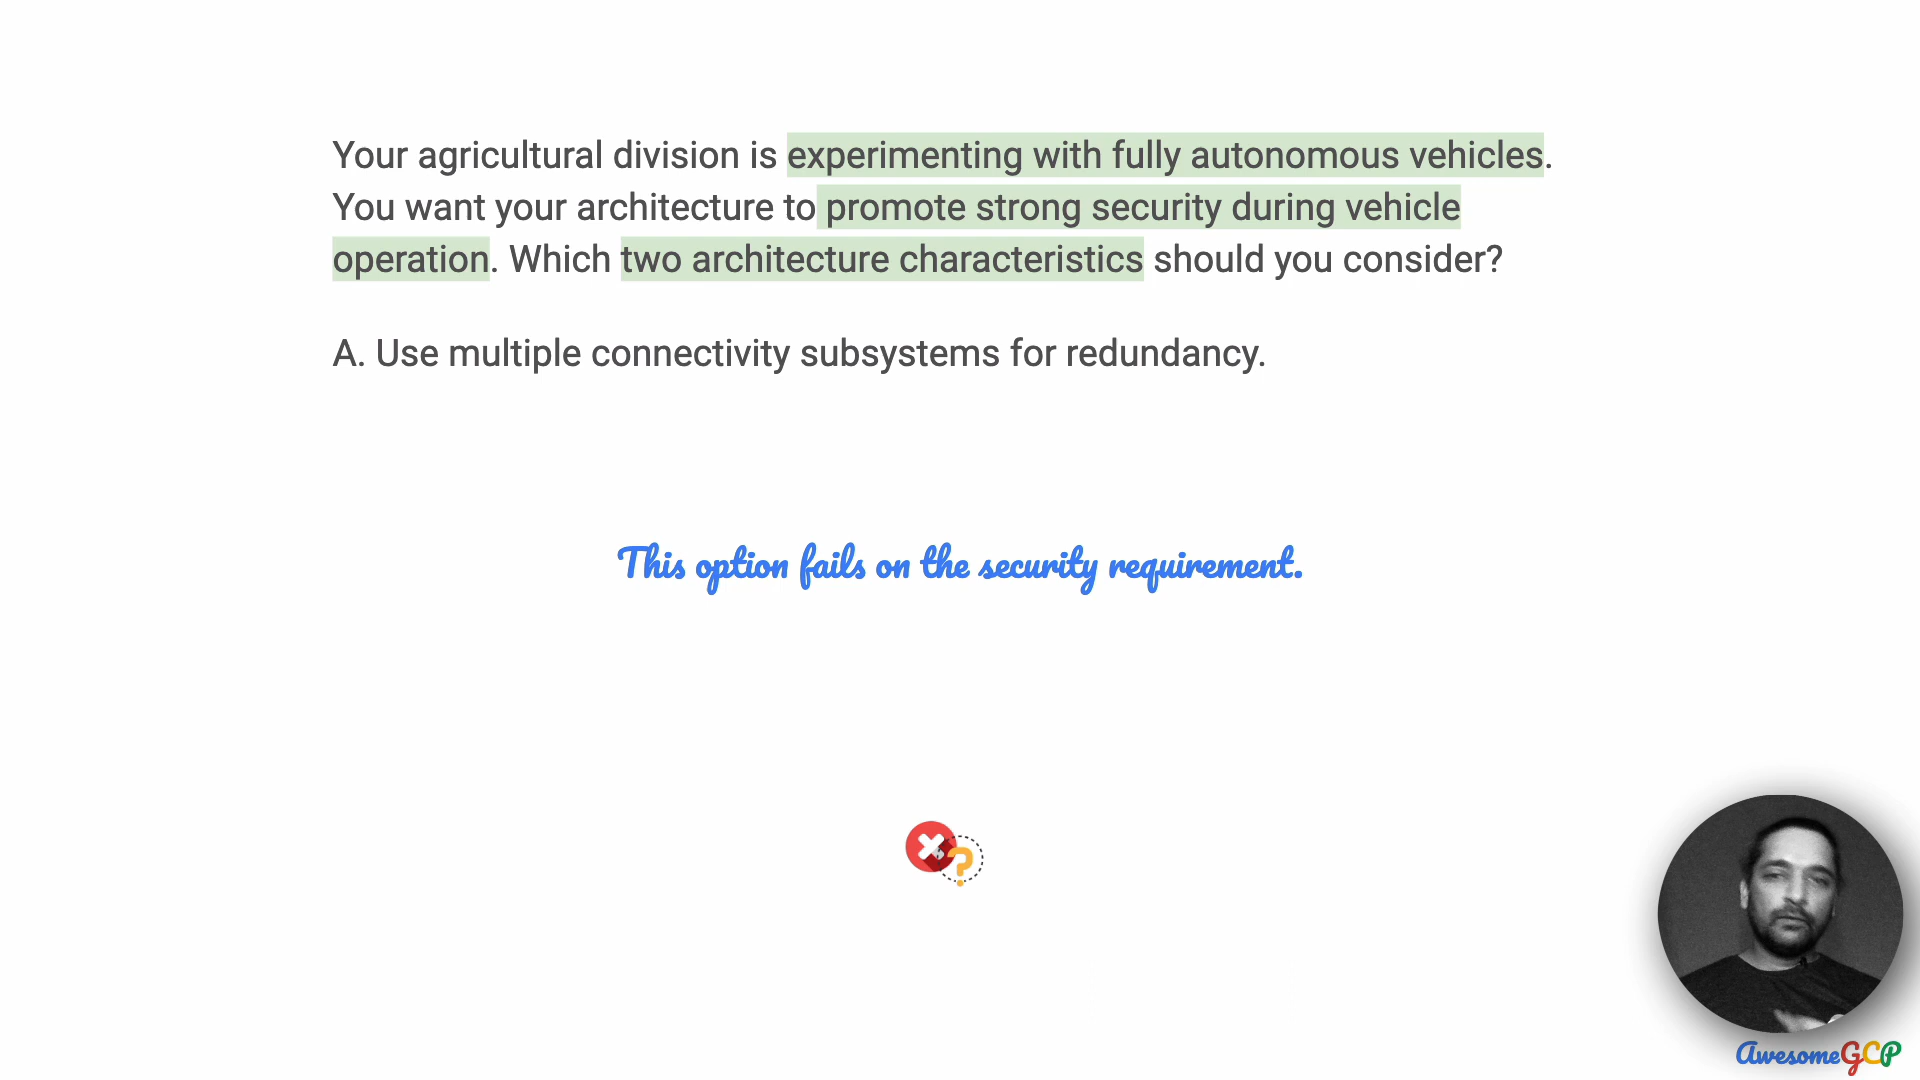 Your agricultural division is experimenting with fully autonomous vehicles.
You want your architecture to promote strong security during vehicle
operation. Which two architecture characteristics should you consider?
A. Use multiple connectivity subsystems for redundancy.
This option fails on the security requirement.
?
AwesomeGCP